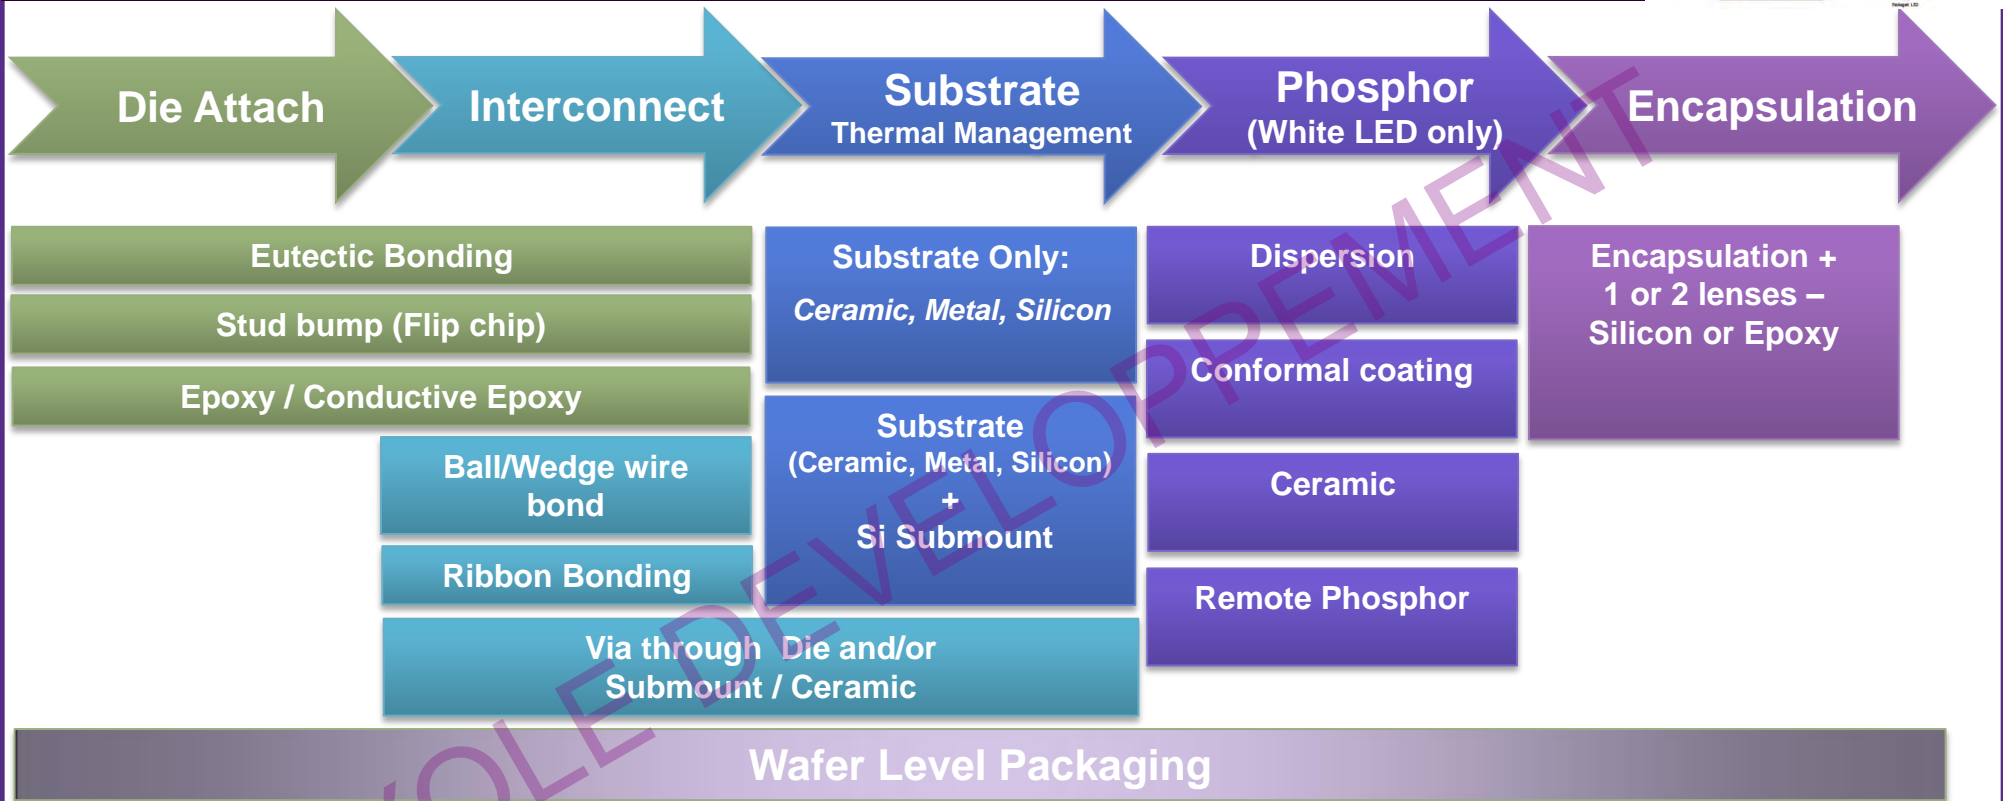 Packaged LED
Die Attach
Interconnect
Substrate
Thermal Management
Phosphor
(White LED only)
Encapsulation
Eutectic Bonding
Stud bump (Flip chip)
Epoxy / Conductive Epoxy
Ball/Wedge wire
bond
Ribbon Bonding
Via through Die and/or
Submount / Ceramic
Substrate Only:
Ceramic, Metal, Silicon
Substrate
(Ceramic, Metal, Silicon)
+
Si Submount
Dispersion
Conformal coating
Ceramic
Remote Phosphor
Encapsulation +
1 or 2 lenses –
Silicon or Epoxy
Wafer Level Packaging
YOLE DEVELOPPEMENT